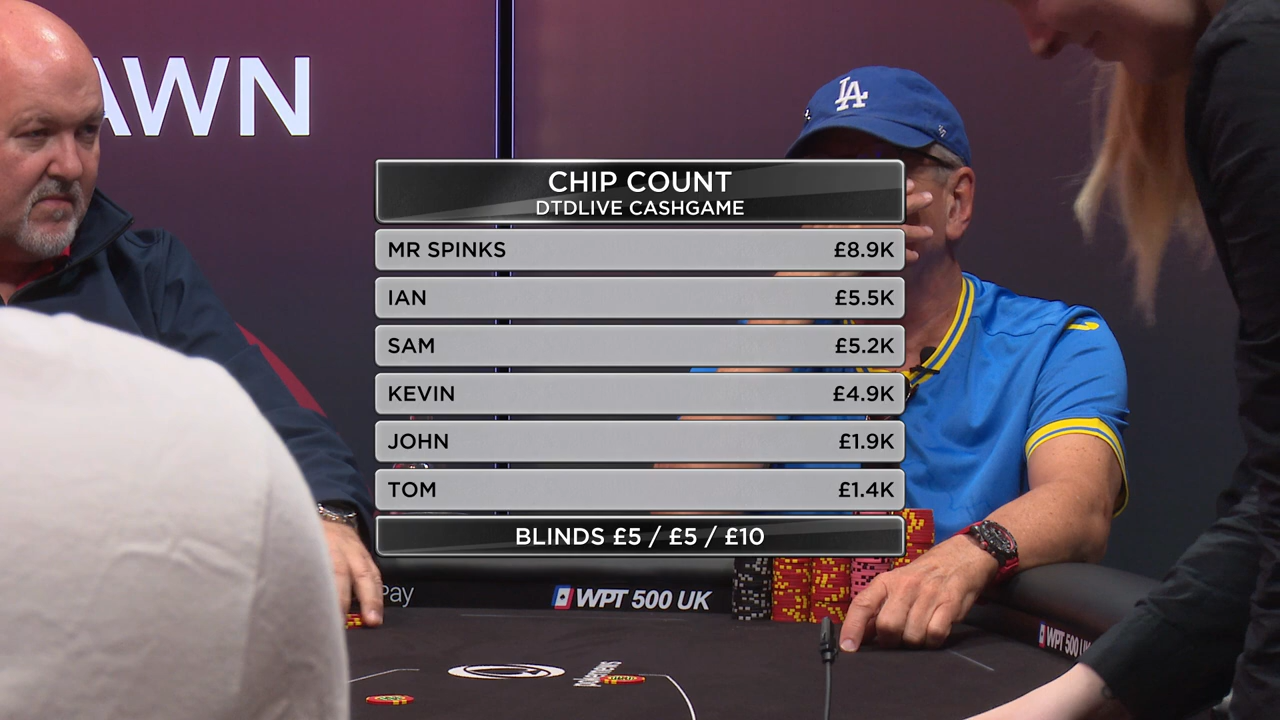 AWN
LA
CHIP COUNT
DTDLIVE CASHGAME
MR SPINKS £8.9K
IAN £5.5K
SAM £5.2K
KEVIN £4.9K
JOHN £1.9K
TOM £1.4K
BLINDS £5 / £5 / £10
Pay
WPT 500 UK
WPT 500 UK